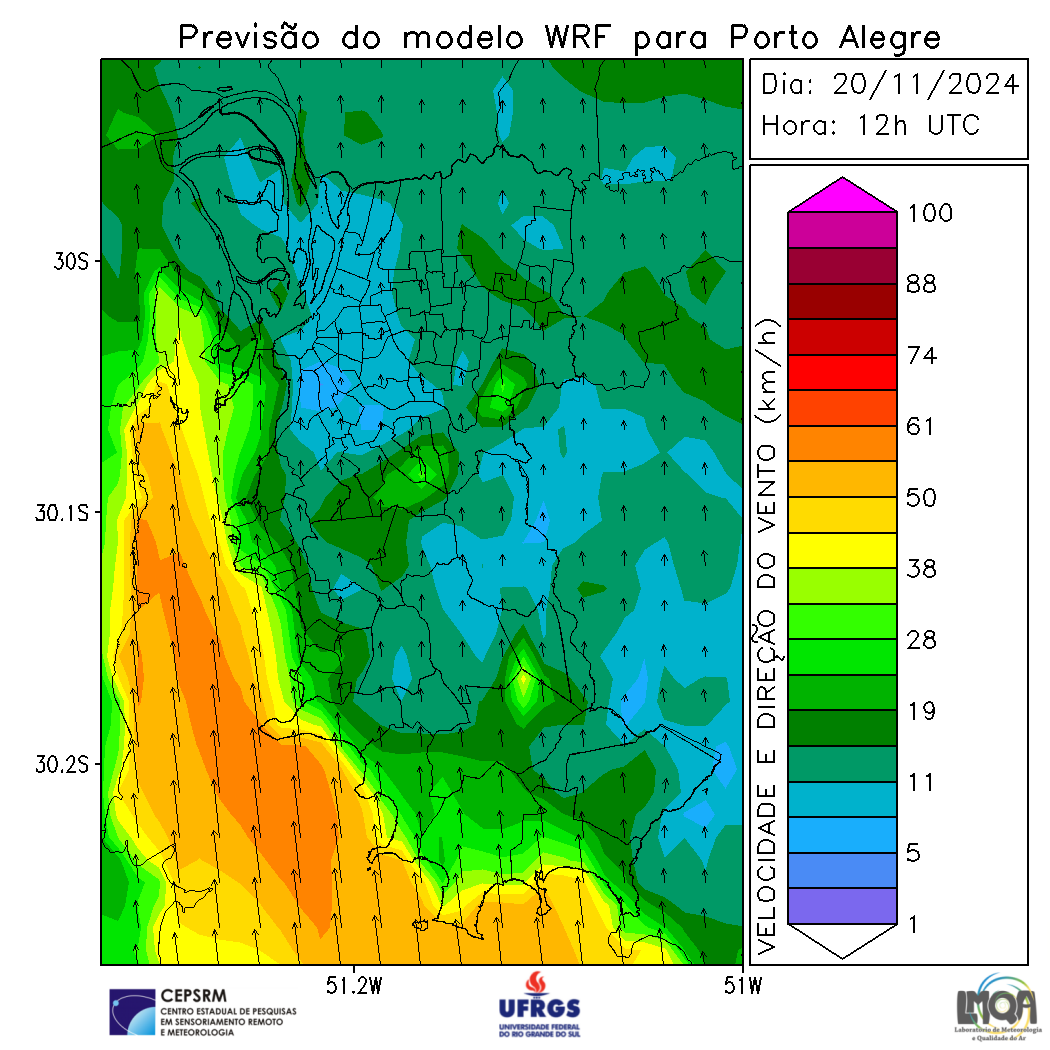 Previsão do modelo WRF para Porto Alegre
Dia: 20/11/2024
Hora: 12h UTC
30S
30.1S
30.2S
51.2W
51W
VELOCIDADE E DIREÇÃO DO VENTO (km/h)
100
88
74
61
50
38
28
19
11
5
1
CEPSRM
CENTRO ESTADUAL DE PESQUISAS
EM SENSORIAMENTO REMOTO
E METEOROLOGIA
UFRGS
UNIVERSIDADE FEDERAL
DO RIO GRANDE DO SUL
LMQA
Laboratório de Meteorologia
e Qualidade do Ar